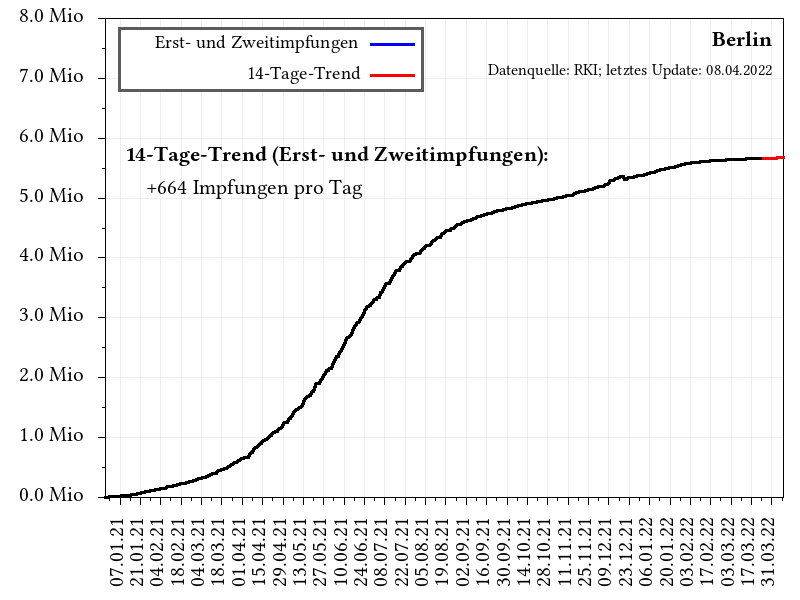 8.0 Mio
7.0 Mio
6.0 Mio
5.0 Mio
4.0 Mio
3.0 Mio
2.0 Mio
1.0 Mio
0.0 Mio
Erst- und Zweitimpfungen
14-Tage-Trend
Berlin
Datenquelle: RKI; letztes Update: 08.04.2022
14-Tage-Trend (Erst- und Zweitimpfungen):
+664 Impfungen pro Tag
07.01.21
21.01.21
04.02.21
18.02.21
04.03.21
18.03.21
01.04.21
15.04.21
29.04.21
13.05.21
27.05.21
10.06.21
24.06.21
08.07.21
22.07.21
05.08.21
19.08.21
02.09.21
16.09.21
30.09.21
14.10.21
28.10.21
11.11.21
25.11.21
09.12.21
23.12.21
06.01.22
20.01.22
03.02.22
17.02.22
03.03.22
17.03.22
31.03.22